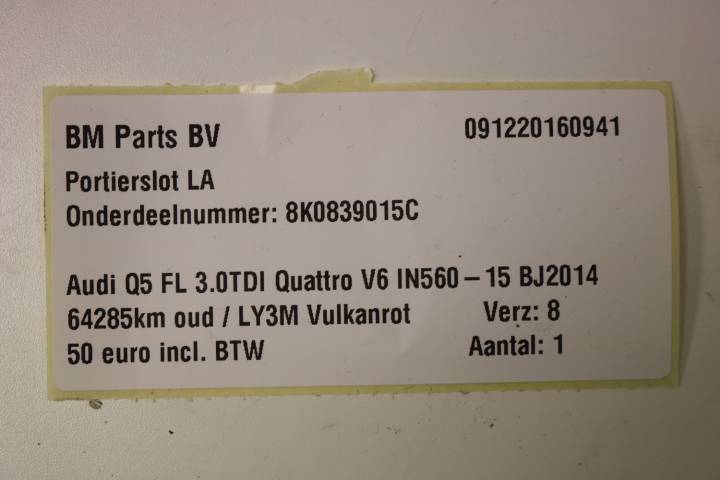 BM Parts BV 091220160941
Portierslot LA
Onderdeelnummer: 8K0839015C
Audi Q5 FL 3.0TDI Quattro V6 IN560-15 BJ2014
64285km oud / LY3M Vulkanrot Verz: 8
50 euro incl. BTW Aantal: 1